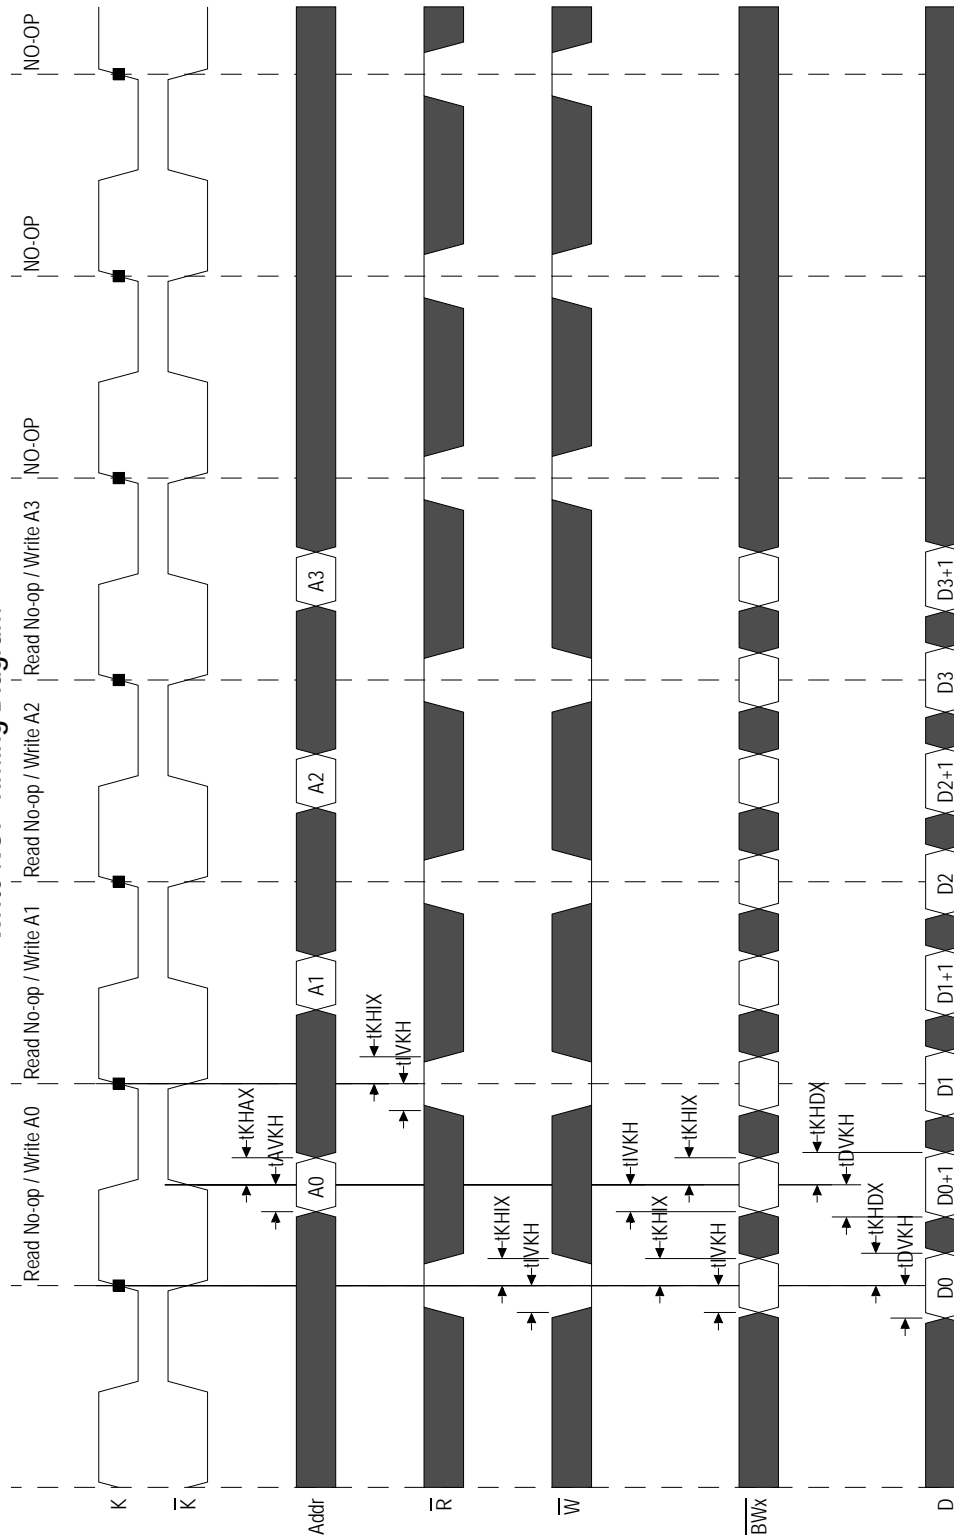 Read No-op / Write A0
Read No-op / Write A1
Read No-op / Write A2
Read No-op / Write A3
NO-OP
NO-OP
NO-OP
K
K̅
tKHAX
tAVKH
Addr
A0
A1
A2
A3
tKHIX
tIVKH
R̅
tKHIX
tIVKH
W̅
tIVKH
tKHIX
tKHIX
tIVKH
B̅W̅x̅
tKHDX
tDVKH
tKHDX
tDVKH
D
D0
D0+1
D1
D1+1
D2
D2+1
D3
D3+1